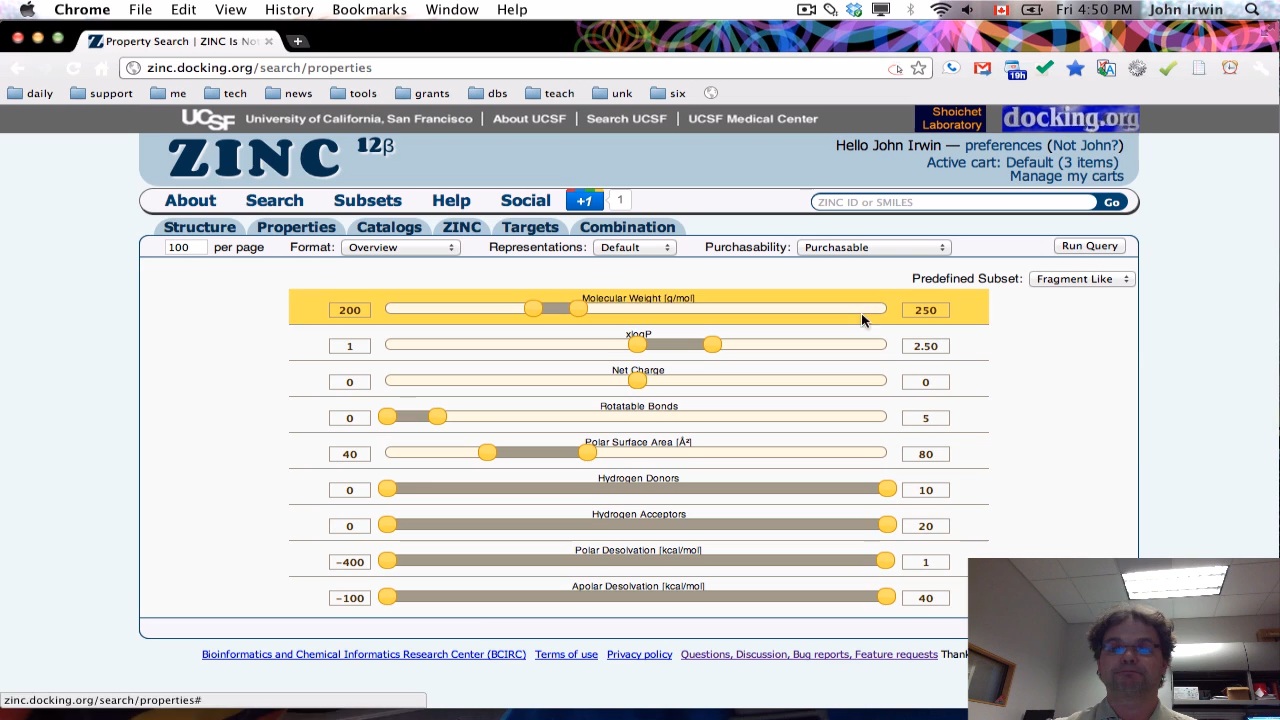 Chrome File Edit View History Bookmarks Window Help Fri 4:50 PM John Irwin
Property Search | ZINC Is Not
zinc.docking.org/search/properties
19h
daily support me tech news tools grants dbs teach unk six
UCSF University of California, San Francisco | About UCSF | Search UCSF | UCSF Medical Center Shoichet Laboratory docking.org
ZINC 12β
Hello John Irwin — preferences (Not John?)
Active cart: Default (3 items)
Manage my carts
About Search Subsets Help Social +1 1 ZINC ID or SMILES Go
Structure Properties Catalogs ZINC Targets Combination
100 per page Format: Overview Representations: Default Purchasability: Purchasable Run Query
Predefined Subset: Fragment Like
Molecular Weight [g/mol]
200 250
xlogP
1 2.50
Net Charge
0 0
Rotatable Bonds
0 5
Polar Surface Area [Å²]
40 80
Hydrogen Donors
0 10
Hydrogen Acceptors
0 20
Polar Desolvation [kcal/mol]
-400 1
Apolar Desolvation [kcal/mol]
-100 40
Bioinformatics and Chemical Informatics Research Center (BCIRC) Terms of use Privacy policy Questions, Discussion, Bug reports, Feature requests Thank
zinc.docking.org/search/properties#